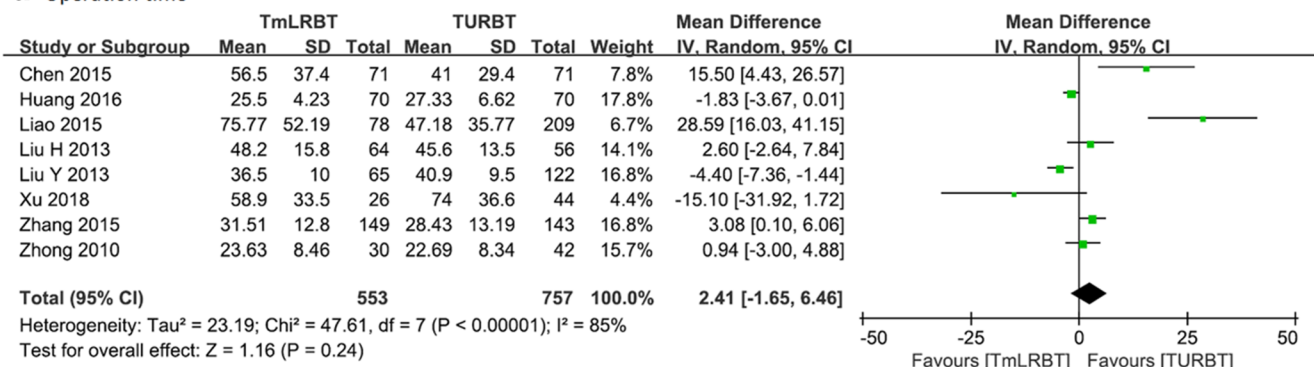 Operation time
TmLRBT TURBT Mean Difference Mean Difference
Study or Subgroup Mean SD Total Mean SD Total Weight IV, Random, 95% CI IV, Random, 95% CI
Chen 2015 56.5 37.4 71 41 29.4 71 7.8% 15.50 [4.43, 26.57]
Huang 2016 25.5 4.23 70 27.33 6.62 70 17.8% -1.83 [-3.67, 0.01]
Liao 2015 75.77 52.19 78 47.18 35.77 209 6.7% 28.59 [16.03, 41.15]
Liu H 2013 48.2 15.8 64 45.6 13.5 56 14.1% 2.60 [-2.64, 7.84]
Liu Y 2013 36.5 10 65 40.9 9.5 122 16.8% -4.40 [-7.36, -1.44]
Xu 2018 58.9 33.5 26 74 36.6 44 4.4% -15.10 [-31.92, 1.72]
Zhang 2015 31.51 12.8 149 28.43 13.19 143 16.8% 3.08 [0.10, 6.06]
Zhong 2010 23.63 8.46 30 22.69 8.34 42 15.7% 0.94 [-3.00, 4.88]
Total (95% CI) 553 757 100.0% 2.41 [-1.65, 6.46]
Heterogeneity: Tau² = 23.19; Chi² = 47.61, df = 7 (P < 0.00001); I² = 85%
Test for overall effect: Z = 1.16 (P = 0.24)
-50 -25 0 25 50
Favours [TmLRBT] Favours [TURBT]